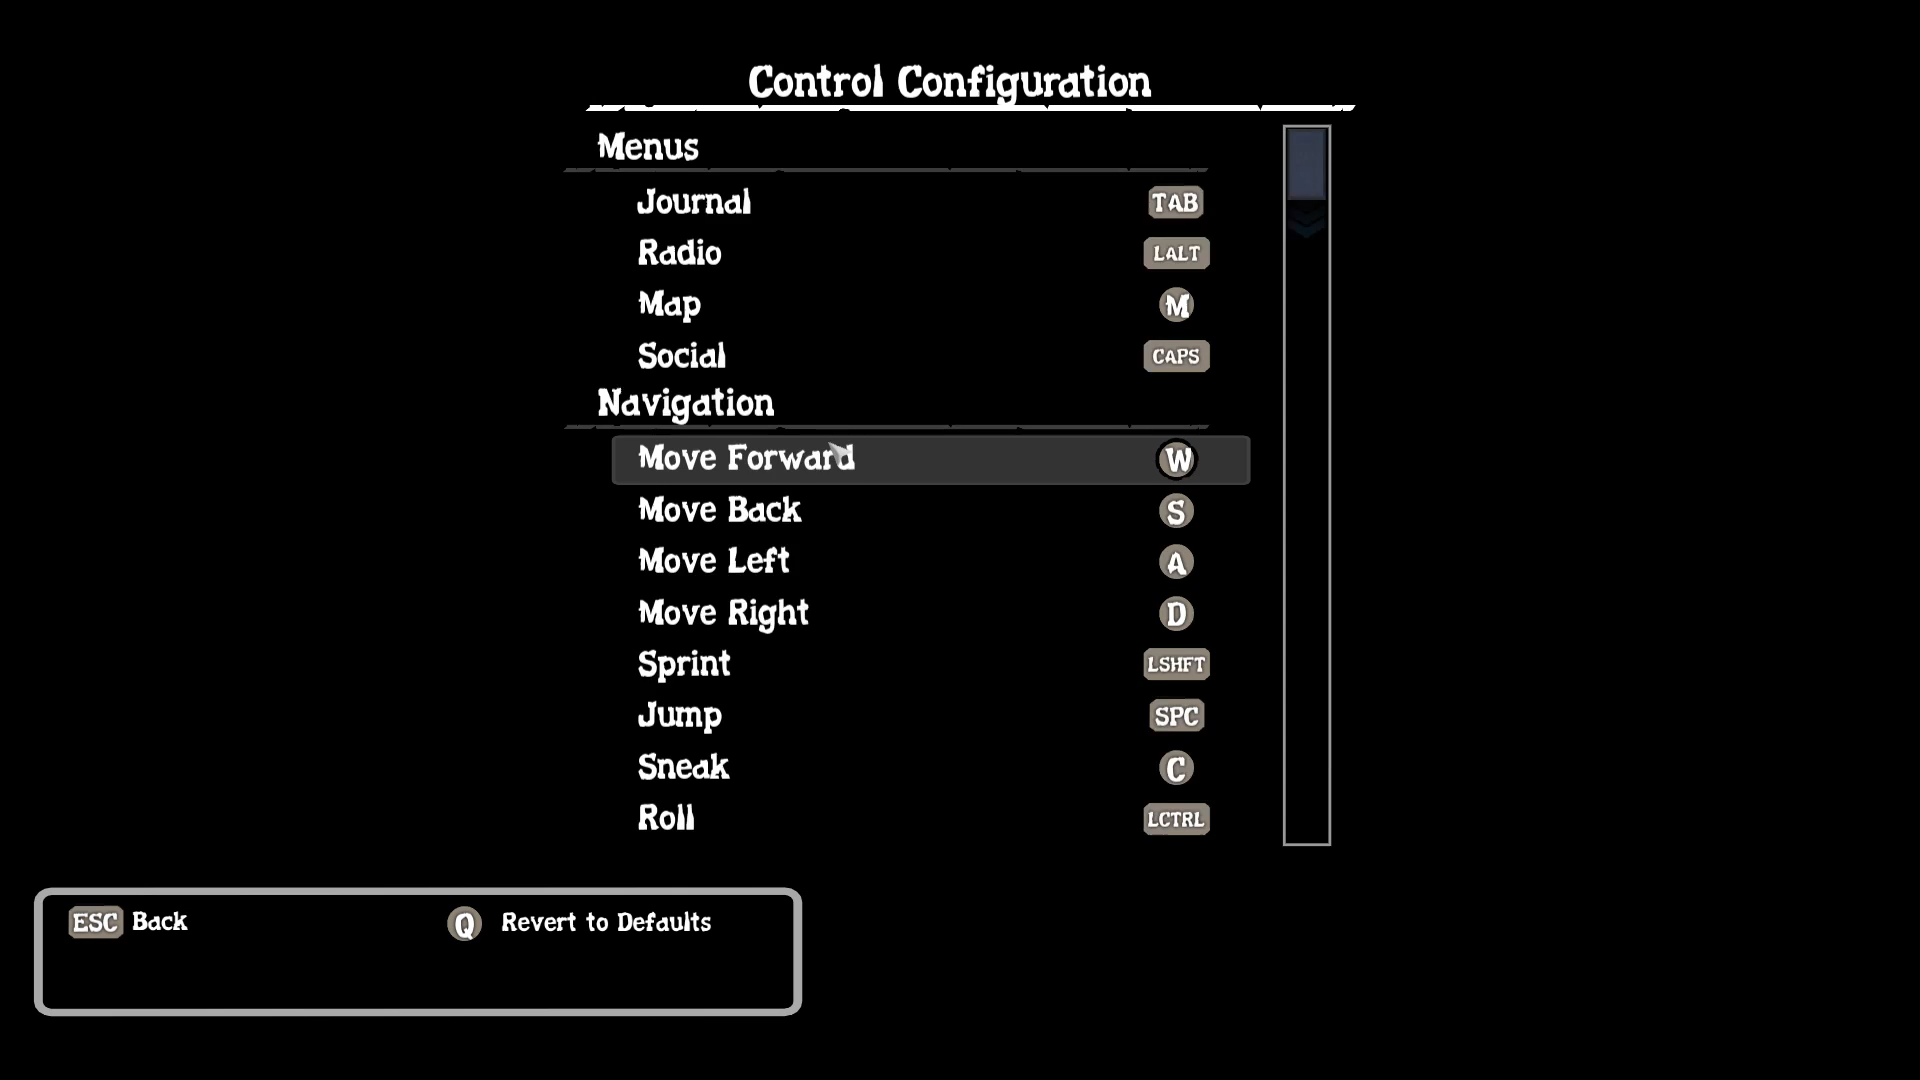 Control Configuration
Menus
Journal TAB
Radio LALT
Map M
Social CAPS
Navigation
Move Forward W
Move Back S
Move Left A
Move Right D
Sprint LSHFT
Jump SPC
Sneak C
Roll LCTRL
ESC Back Q Revert to Defaults